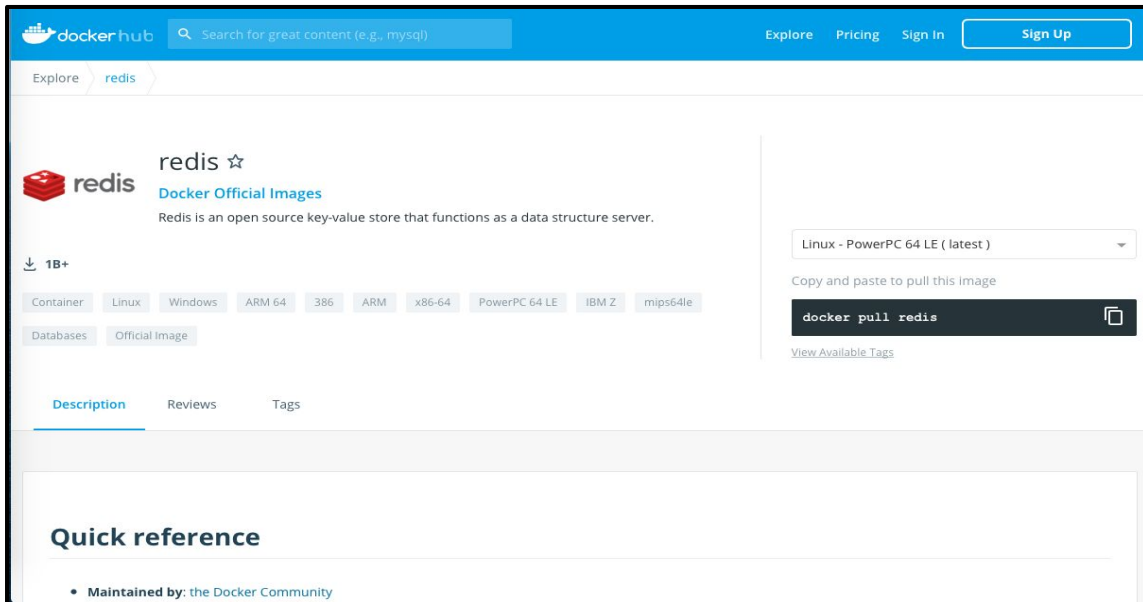 docker hub
Search for great content (e.g., mysql)
Explore Pricing Sign In Sign Up
Explore redis
redis
redis
Docker Official Images
Redis is an open source key-value store that functions as a data structure server.
1B+
Container Linux Windows ARM 64 386 ARM x86-64 PowerPC 64 LE IBM Z mips64le
Databases Official Image
Linux - PowerPC 64 LE ( latest )
Copy and paste to pull this image
docker pull redis
View Available Tags
Description Reviews Tags
Quick reference
• Maintained by: the Docker Community